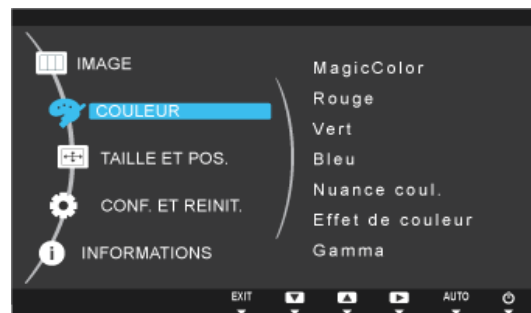 IMAGE
COULEUR
TAILLE ET POS.
CONF. ET REINIT.
INFORMATIONS
MagicColor
Rouge
Vert
Bleu
Nuance coul.
Effet de couleur
Gamma
EXIT
AUTO